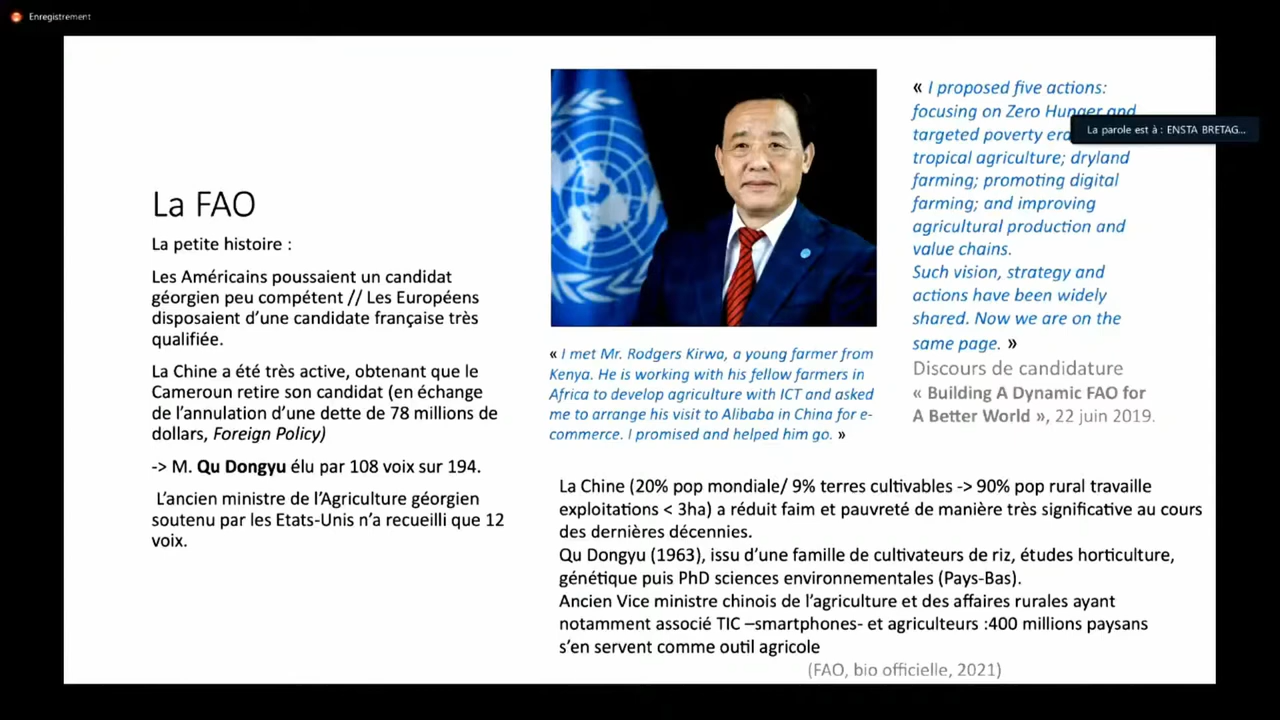 Enregistrement
La FAO
La petite histoire :
Les Américains poussaient un candidat
géorgien peu compétent // Les Européens
disposaient d'une candidate française très
qualifiée.
La Chine a été très active, obtenant que le
Cameroun retire son candidat (en échange
de l'annulation d'une dette de 78 millions de
dollars, Foreign Policy)
-> M. Qu Dongyu élu par 108 voix sur 194.
L'ancien ministre de l'Agriculture géorgien
soutenu par les Etats-Unis n'a recueilli que 12
voix.
« I met Mr. Rodgers Kirwa, a young farmer from
Kenya. He is working with his fellow farmers in
Africa to develop agriculture with ICT and asked
me to arrange his visit to Alibaba in China for e-
commerce. I promised and helped him go. »
« I proposed five actions:
focusing on Zero Hunger and
targeted poverty
La parole est à : ENSTA BRETAG...
tropical agriculture; dryland
farming; promoting digital
farming; and improving
agricultural production and
value chains.
Such vision, strategy and
actions have been widely
shared. Now we are on the
same page. »
Discours de candidature
« Building A Dynamic FAO for
A Better World », 22 juin 2019.
La Chine (20% pop mondiale/ 9% terres cultivables -> 90% pop rural travaille
exploitations < 3ha) a réduit faim et pauvreté de manière très significative au cours
des dernières décennies.
Qu Dongyu (1963), issu d'une famille de cultivateurs de riz, études horticulture,
génétique puis PhD sciences environnementales (Pays-Bas).
Ancien Vice ministre chinois de l'agriculture et des affaires rurales ayant
notamment associé TIC –smartphones- et agriculteurs :400 millions paysans
s'en servent comme outil agricole
(FAO, bio officielle, 2021)